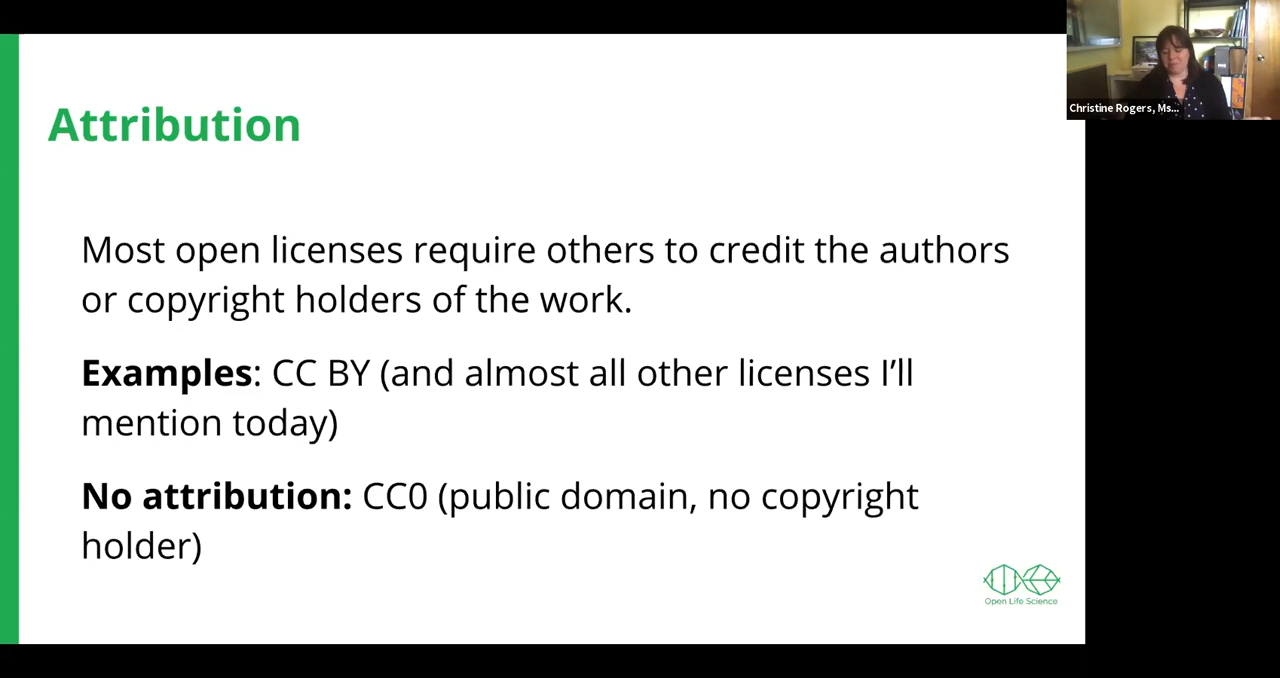 Christine Rogers, Ms...
Attribution
Most open licenses require others to credit the authors
or copyright holders of the work.
Examples: CC BY (and almost all other licenses I’ll
mention today)
No attribution: CC0 (public domain, no copyright
holder)
Open Life Science